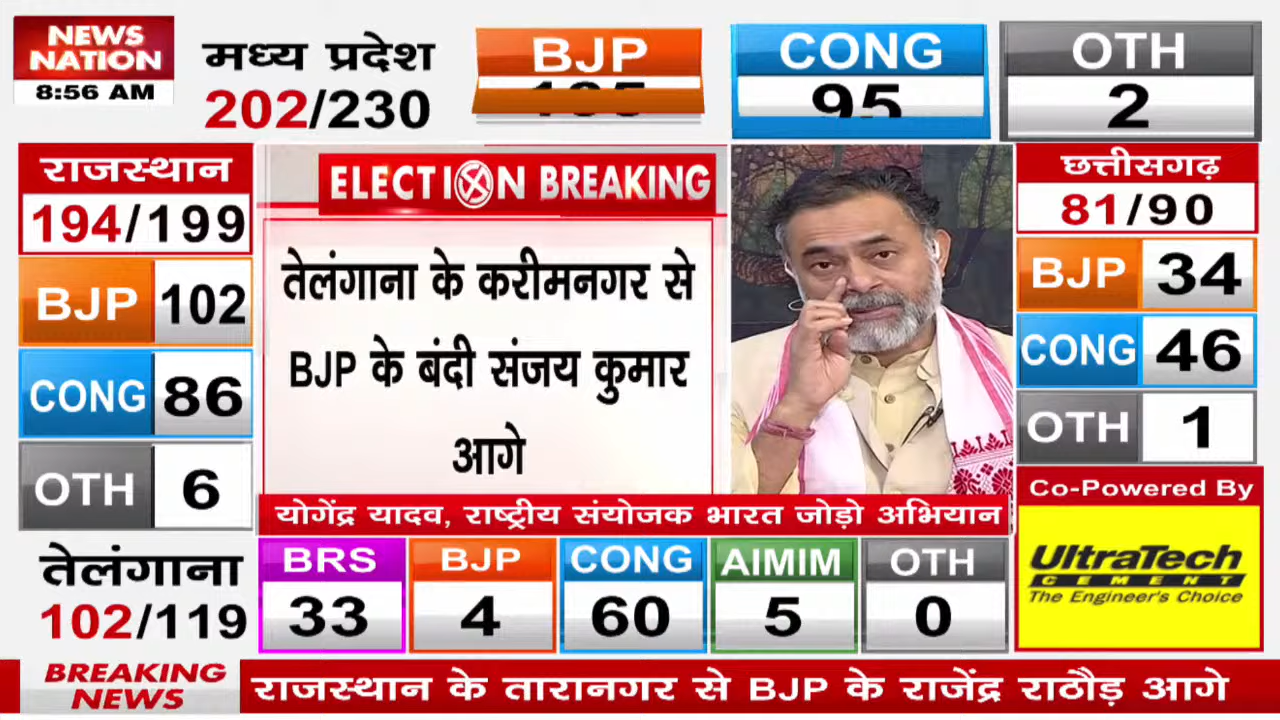 NEWS
NATION
8:56 AM
मध्य प्रदेश
202/230
BJP
CONG
95
OTH
2
राजस्थान
194/199
BJP 102
CONG 86
OTH 6
ELECTION BREAKING
तेलंगाना के करीमनगर से
BJP के बंदी संजय कुमार
आगे
छत्तीसगढ़
81/90
BJP 34
CONG 46
OTH 1
योगेंद्र यादव, राष्ट्रीय संयोजक भारत जोड़ो अभियान
तेलंगाना
102/119
BRS
33
BJP
4
CONG
60
AIMIM
5
OTH
0
Co-Powered By
UltraTech
CEMENT
The Engineer's Choice
BREAKING
NEWS
राजस्थान के तारानगर से BJP के राजेंद्र राठौड़ आगे